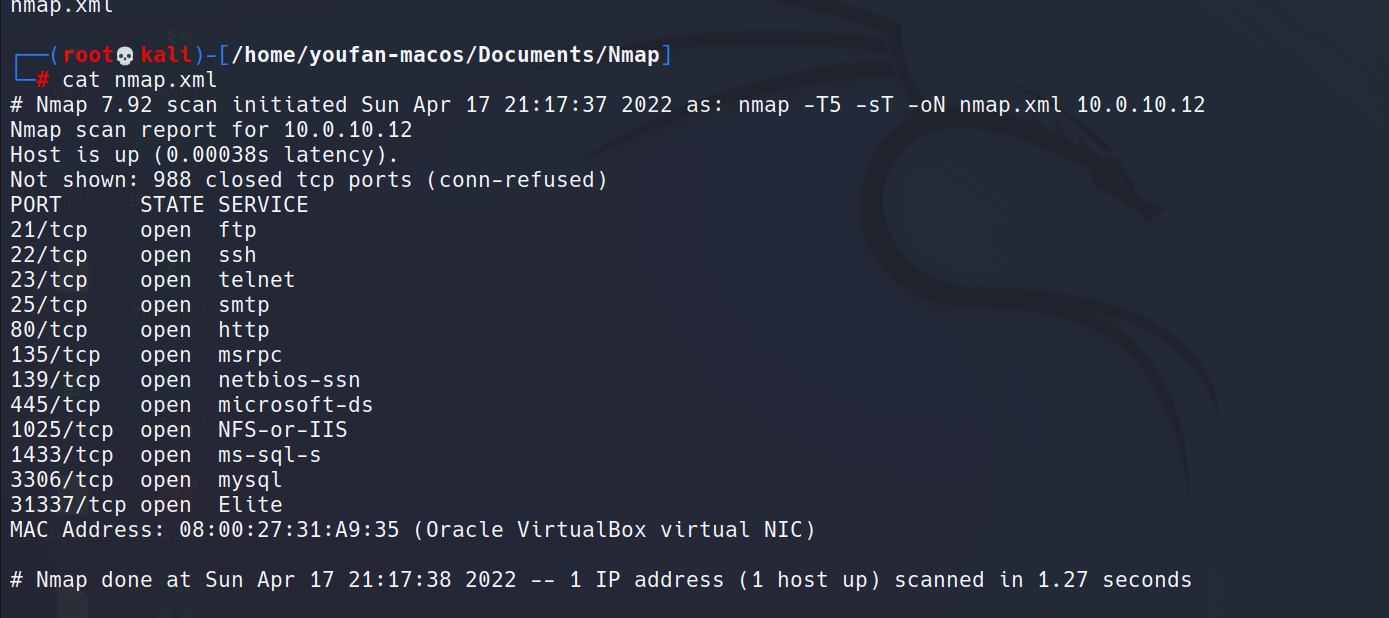 nmap.xml
┌──(root💀kali)-[/home/youfan-macos/Documents/Nmap]
└─# cat nmap.xml
# Nmap 7.92 scan initiated Sun Apr 17 21:17:37 2022 as: nmap -T5 -sT -oN nmap.xml 10.0.10.12
Nmap scan report for 10.0.10.12
Host is up (0.00038s latency).
Not shown: 988 closed tcp ports (conn-refused)
PORT      STATE SERVICE
21/tcp    open  ftp
22/tcp    open  ssh
23/tcp    open  telnet
25/tcp    open  smtp
80/tcp    open  http
135/tcp   open  msrpc
139/tcp   open  netbios-ssn
445/tcp   open  microsoft-ds
1025/tcp  open  NFS-or-IIS
1433/tcp  open  ms-sql-s
3306/tcp  open  mysql
31337/tcp open  Elite
MAC Address: 08:00:27:31:A9:35 (Oracle VirtualBox virtual NIC)
# Nmap done at Sun Apr 17 21:17:38 2022 -- 1 IP address (1 host up) scanned in 1.27 seconds